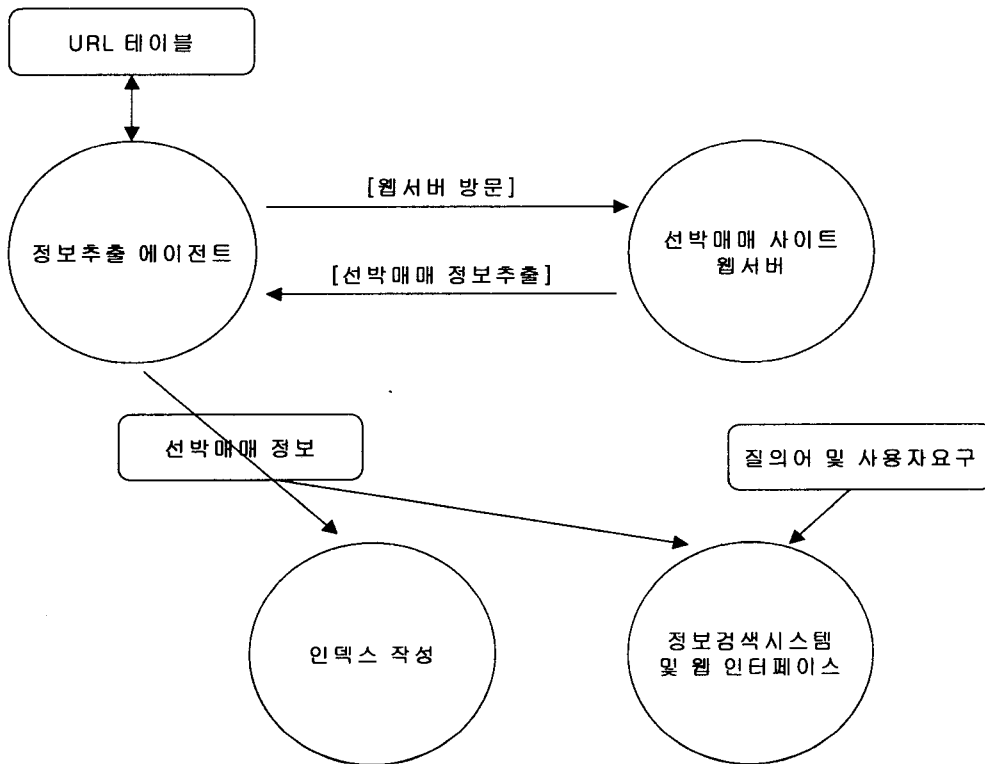 URL 테이블
[웹서버 방문]
정보추출 에이전트
선박매매 사이트
웹서버
[선박매매 정보추출]
선박매매 정보
질의어 및 사용자요구
인덱스 작성
정보검색시스템
및 웹 인터페이스